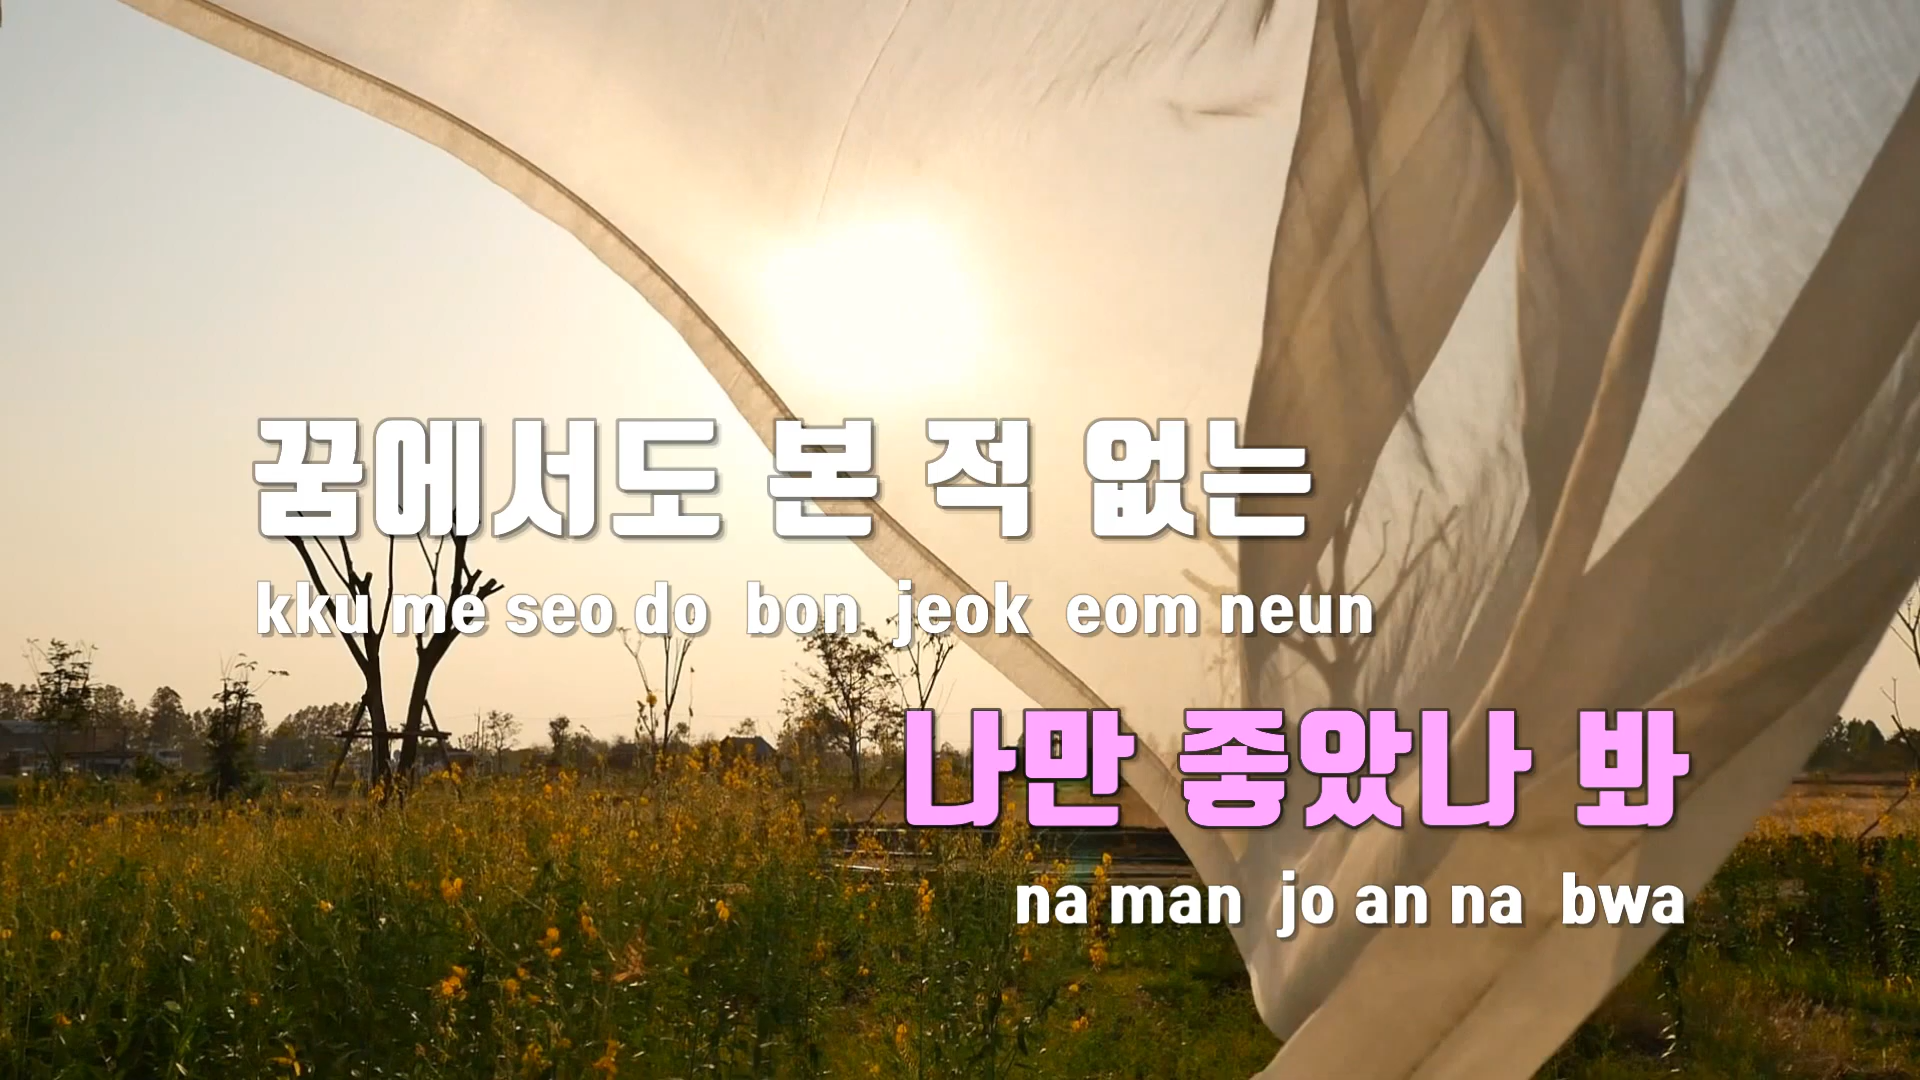 꿈에서도 본 적 없는
kku me seo do bon jeok eom neun
나만 좋았나 봐
na man jo an na bwa